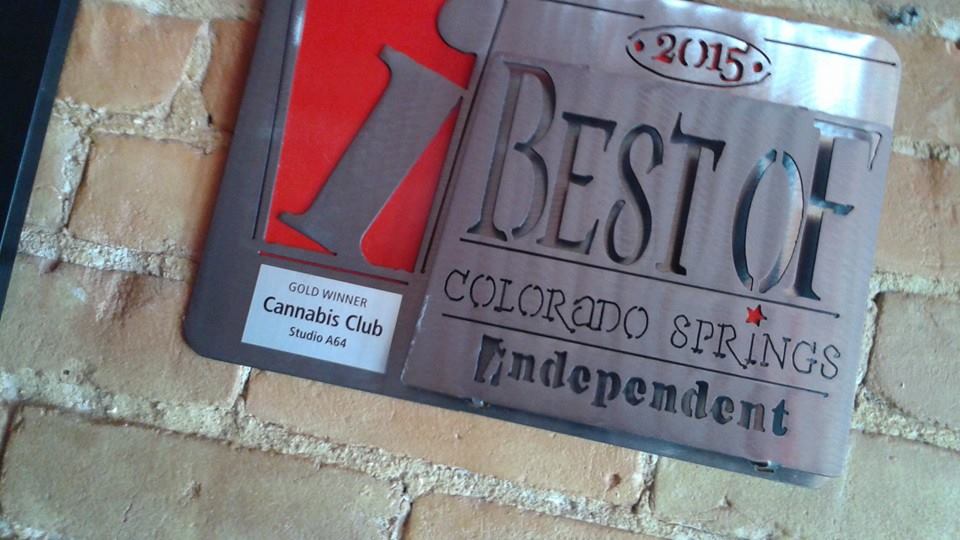 2015
BEST OF
COLORADO SPRINGS
independent
i
GOLD WINNER
Cannabis Club
Studio A64